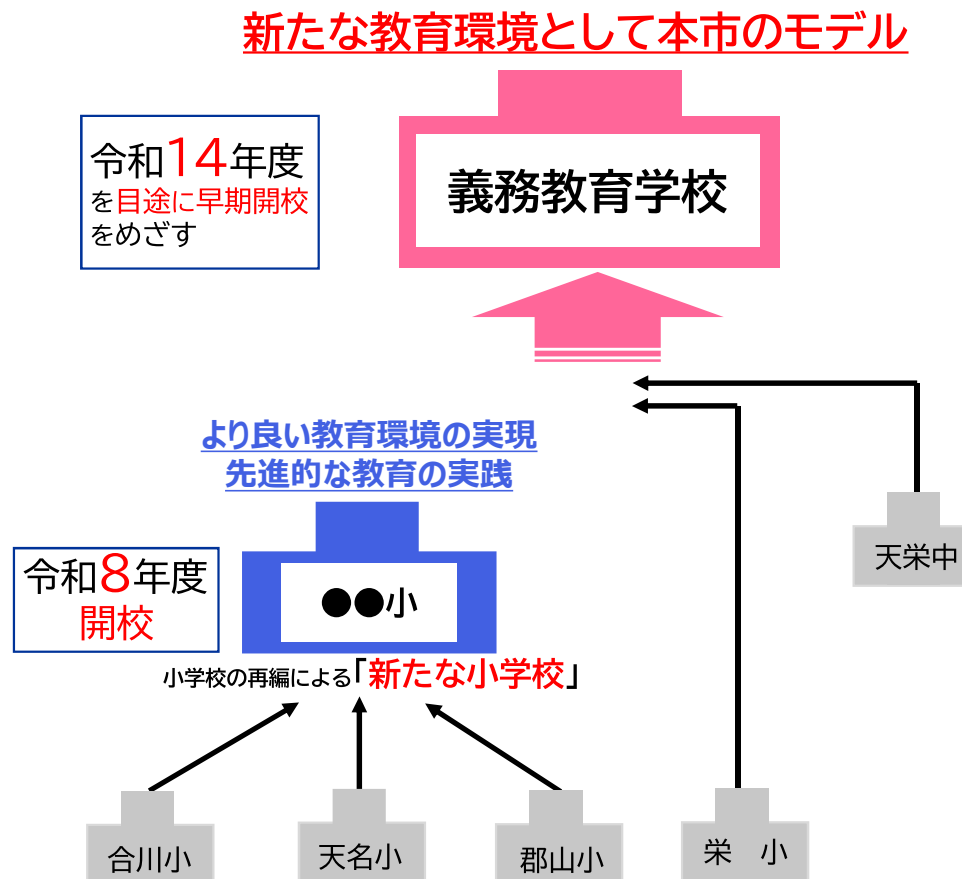 新たな教育環境として本市のモデル
令和14年度
を目途に早期開校
をめざす
義務教育学校
より良い教育環境の実現
先進的な教育の実践
天栄中
令和8年度
開校
●●小
小学校の再編による「新たな小学校」
合川小
天名小
郡山小
栄　小